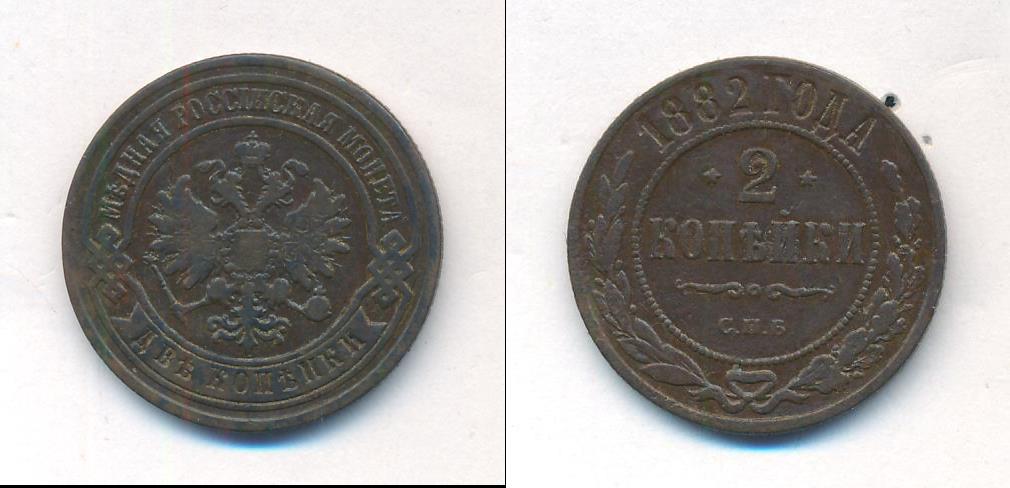 МѢДНАЯ РОССІЙСКАЯ МОНЕТА
ДВѢ КОПѢЙКИ
1882 ГОДА
2
КОПѢЙКИ
С.П.Б